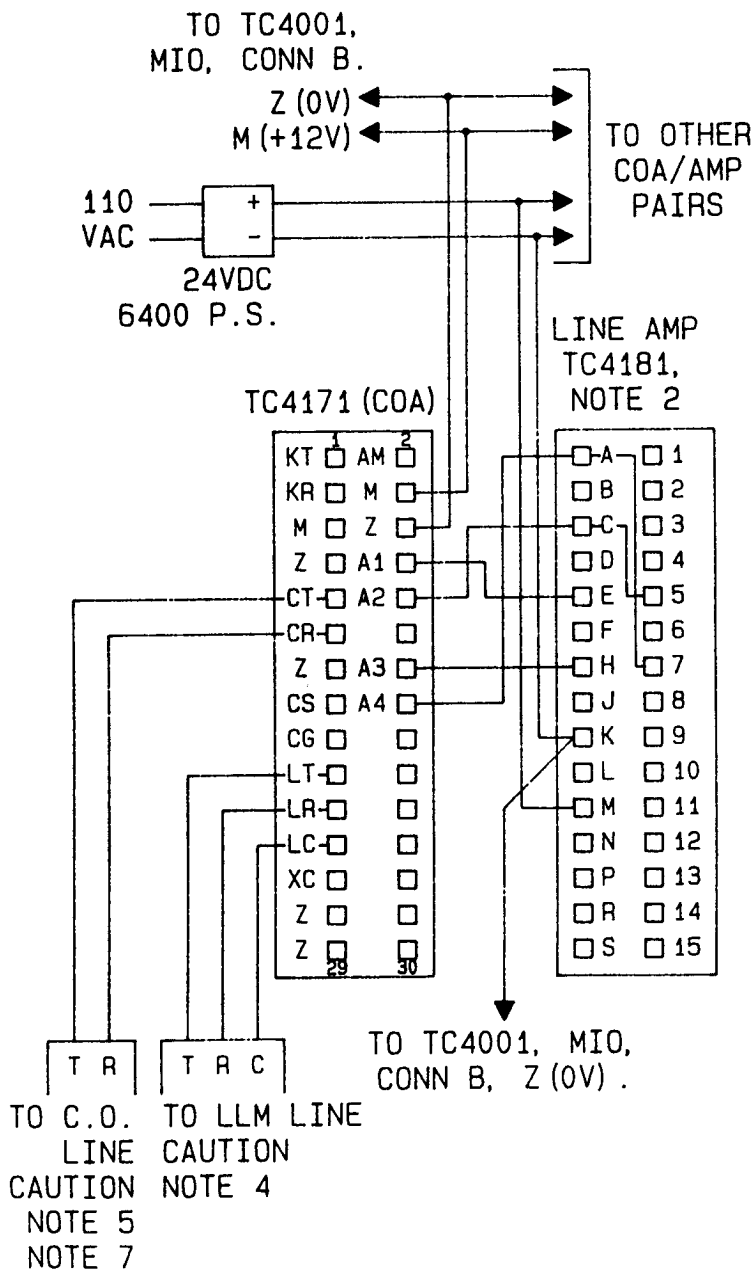 TO TC4001,
MIO, CONN B.
Z (0V)
M (+12V)
TO OTHER
COA/AMP
PAIRS
110
VAC
+
-
24VDC
6400 P.S.
LINE AMP
TC4181,
NOTE 2
TC4171 (COA)
1 2
KT AM
KR M
M Z
Z A1
CT A2
CR
Z A3
CS A4
CG
LT
LR
LC
XC
Z
Z
29 30
A 1
B 2
C 3
D 4
E 5
F 6
H 7
J 8
K 9
L 10
M 11
N 12
P 13
R 14
S 15
TO TC4001, MIO,
CONN B, Z (0V) .
T R
TO C.O.
LINE
CAUTION
NOTE 5
NOTE 7
T R C
TO LLM LINE
CAUTION
NOTE 4